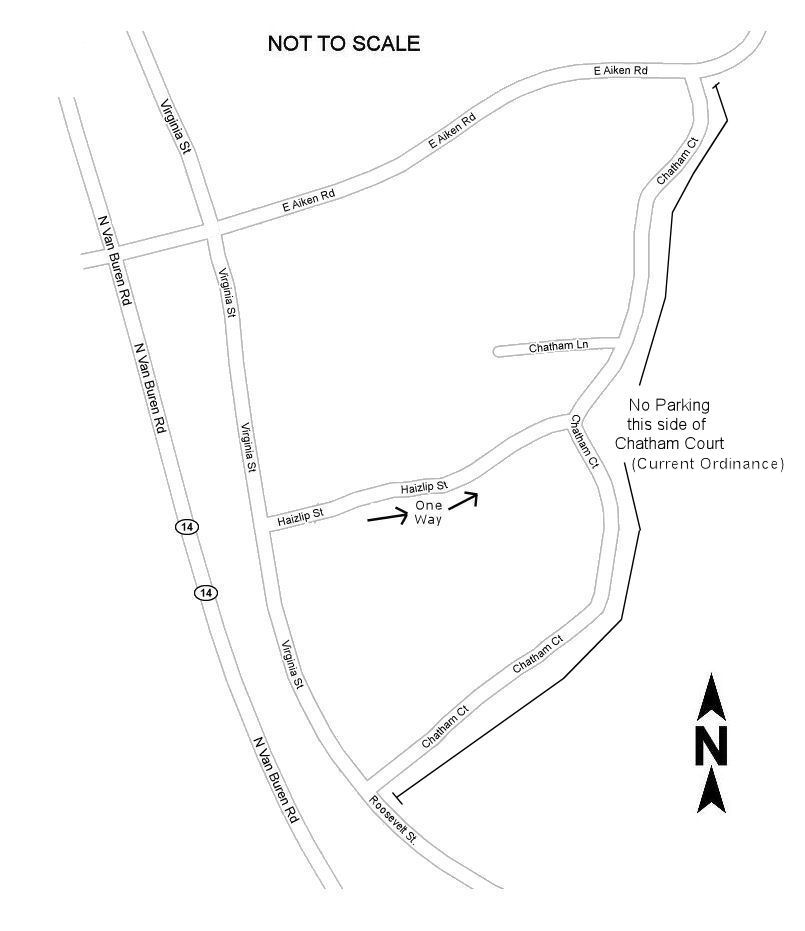 NOT TO SCALE
E Aiken Rd
Virginia St
E Aiken Rd
Chatham Ct
E Aiken Rd
N Van Buren Rd
Virginia St
Chatham Ln
N Van Buren Rd
No Parking
this side of
Chatham Court
(Current Ordinance)
Chatham Ct
Virginia St
Haizlip St
Haizlip St
One
Way
14
14
Virginia St
Chatham Ct
Chatham Ct
N
N Van Buren Rd
Roosevelt St.